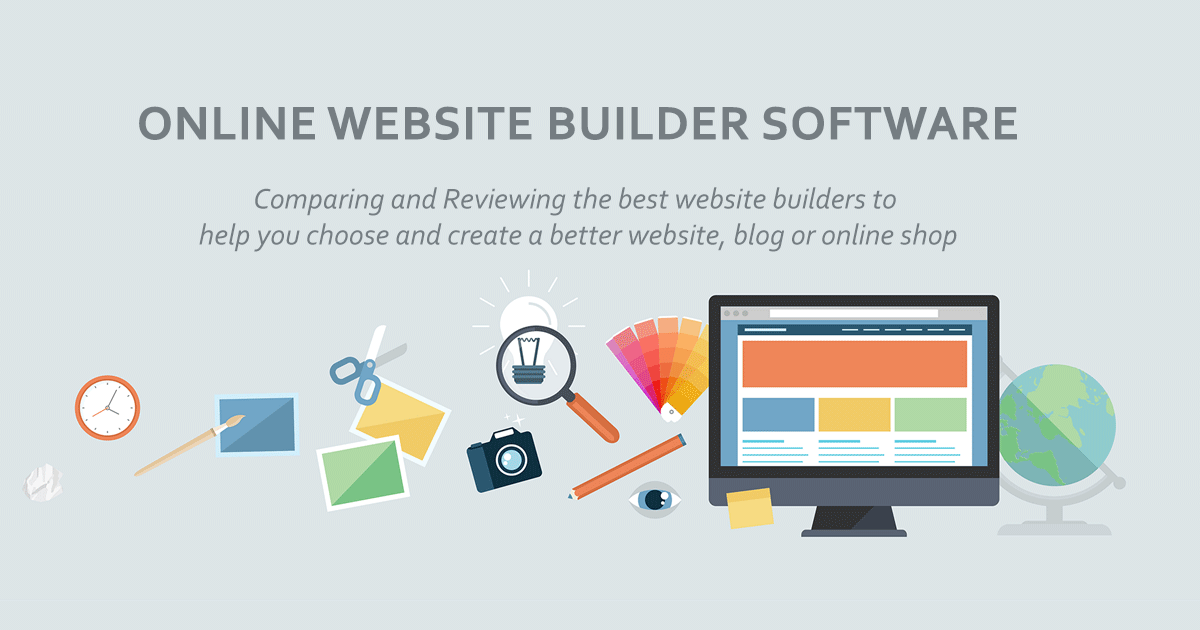 ONLINE WEBSITE BUILDER SOFTWARE
Comparing and Reviewing the best website builders to
help you choose and create a better website, blog or online shop